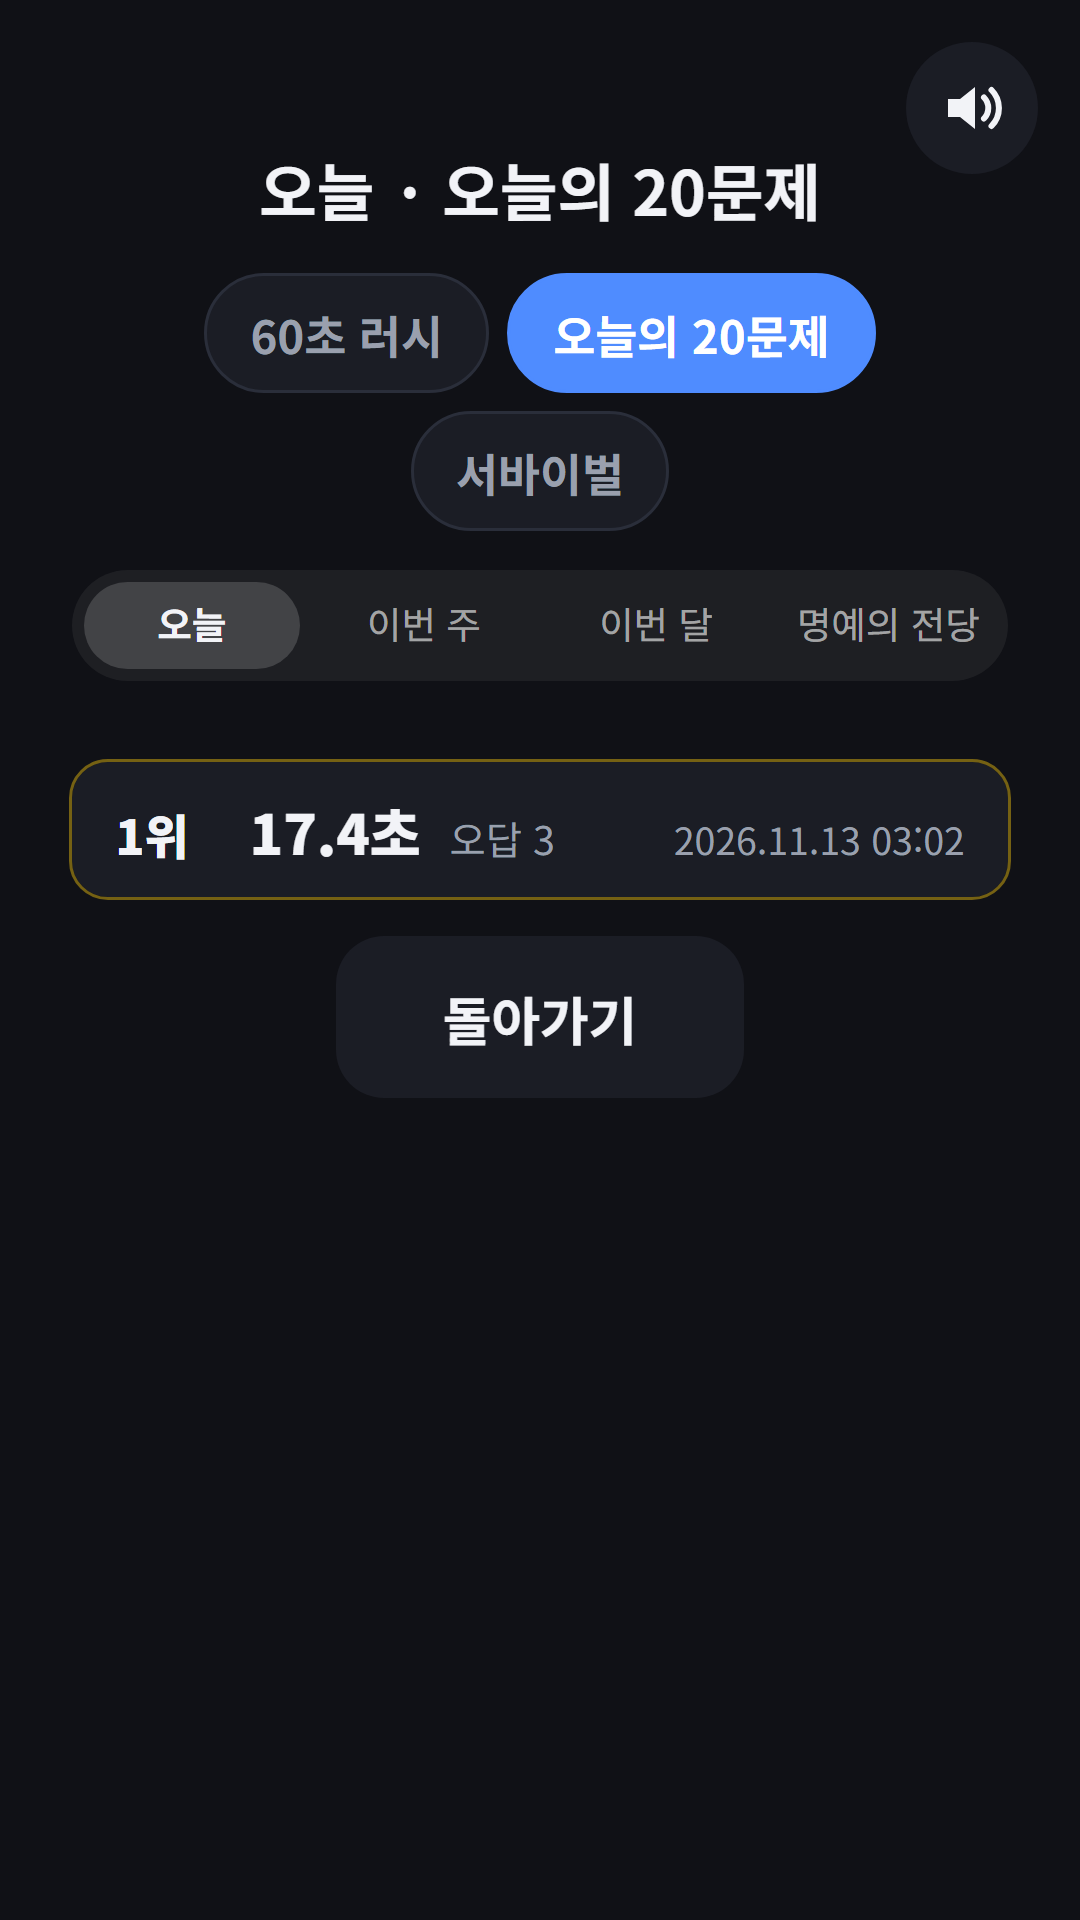 오늘 · 오늘의 20문제
60초 러시
오늘의 20문제
서바이벌
오늘
이번 주
이번 달
명예의 전당
1위 17.4초 오답 3 2026.11.13 03:02
돌아가기